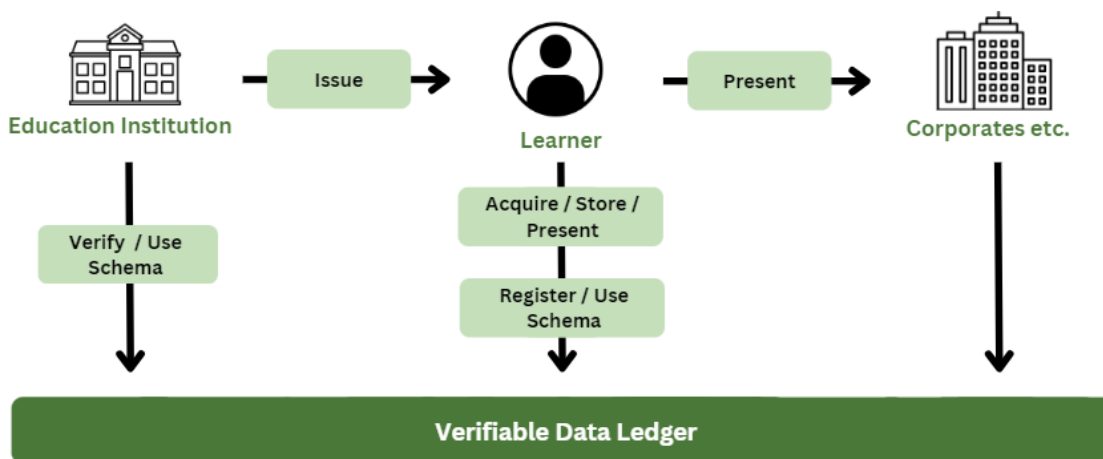 Issue
Present
Education Institution
Learner
Corporates etc.
Acquire / Store /
Present
Verify / Use
Schema
Register / Use
Schema
Verifiable Data Ledger